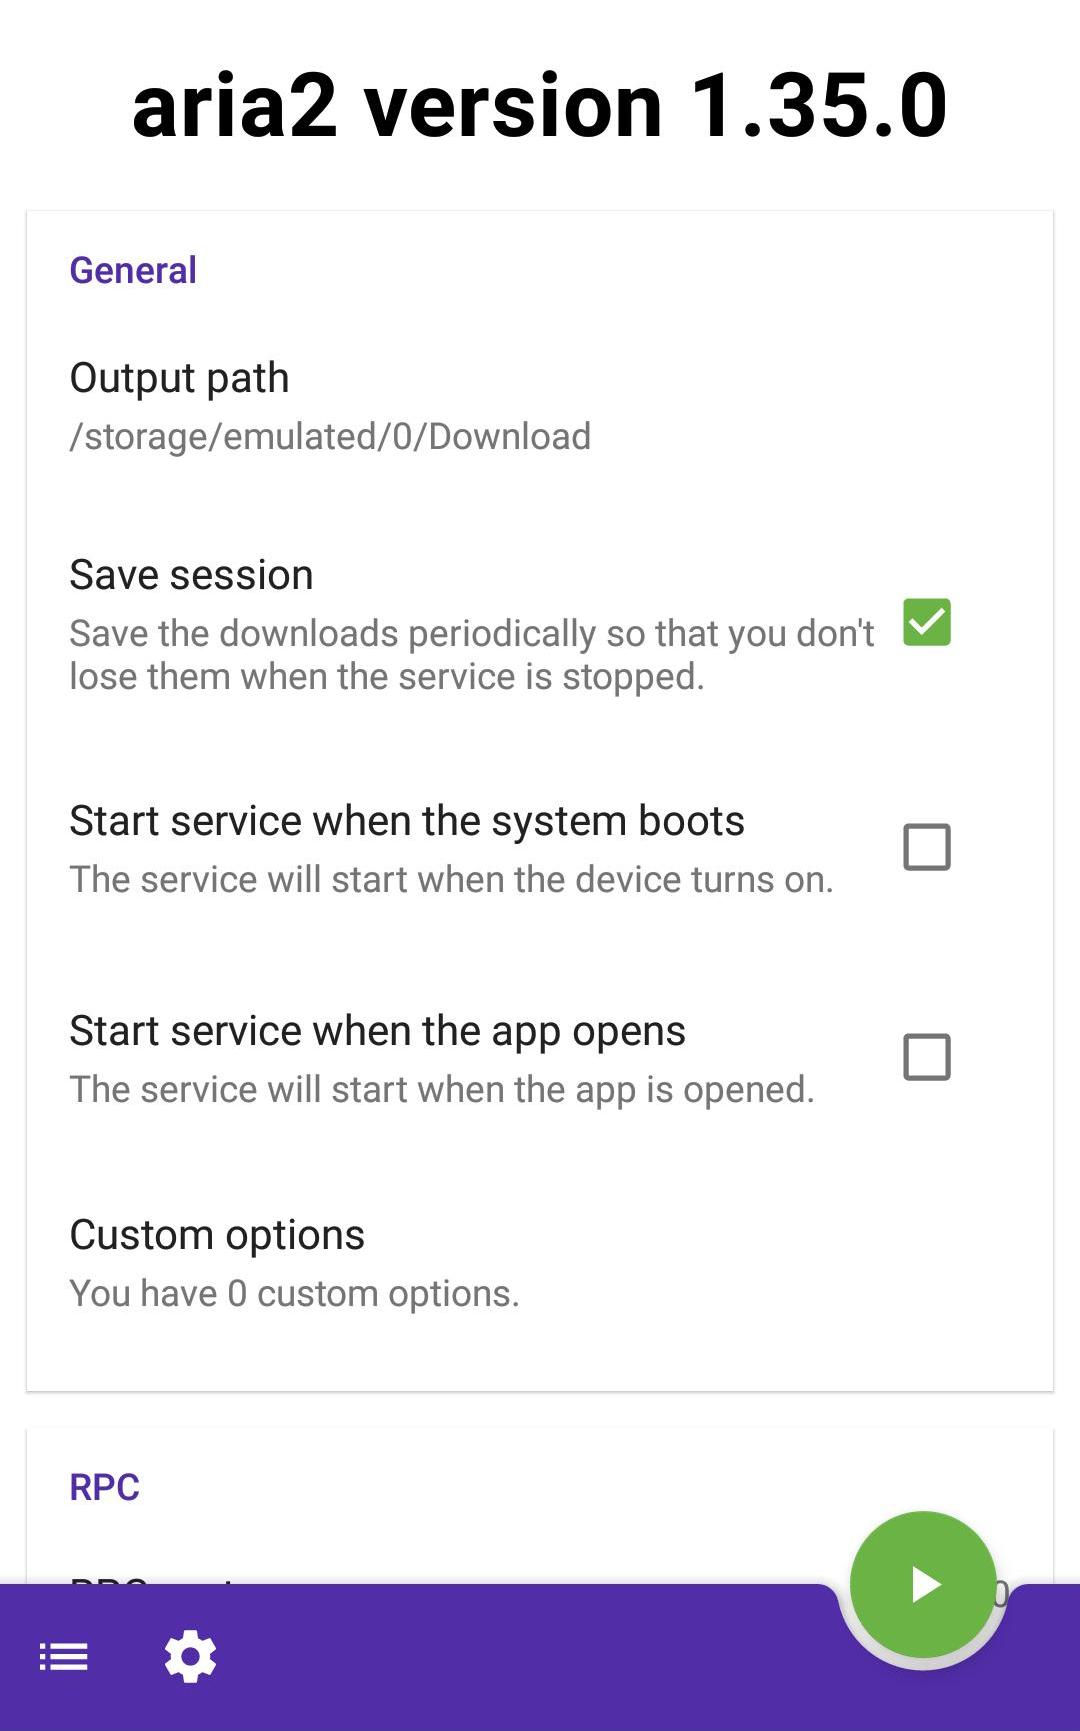 aria2 version 1.35.0
General
Output path
/storage/emulated/0/Download
Save session
Save the downloads periodically so that you don't
lose them when the service is stopped.
Start service when the system boots
The service will start when the device turns on.
Start service when the app opens
The service will start when the app is opened.
Custom options
You have 0 custom options.
RPC